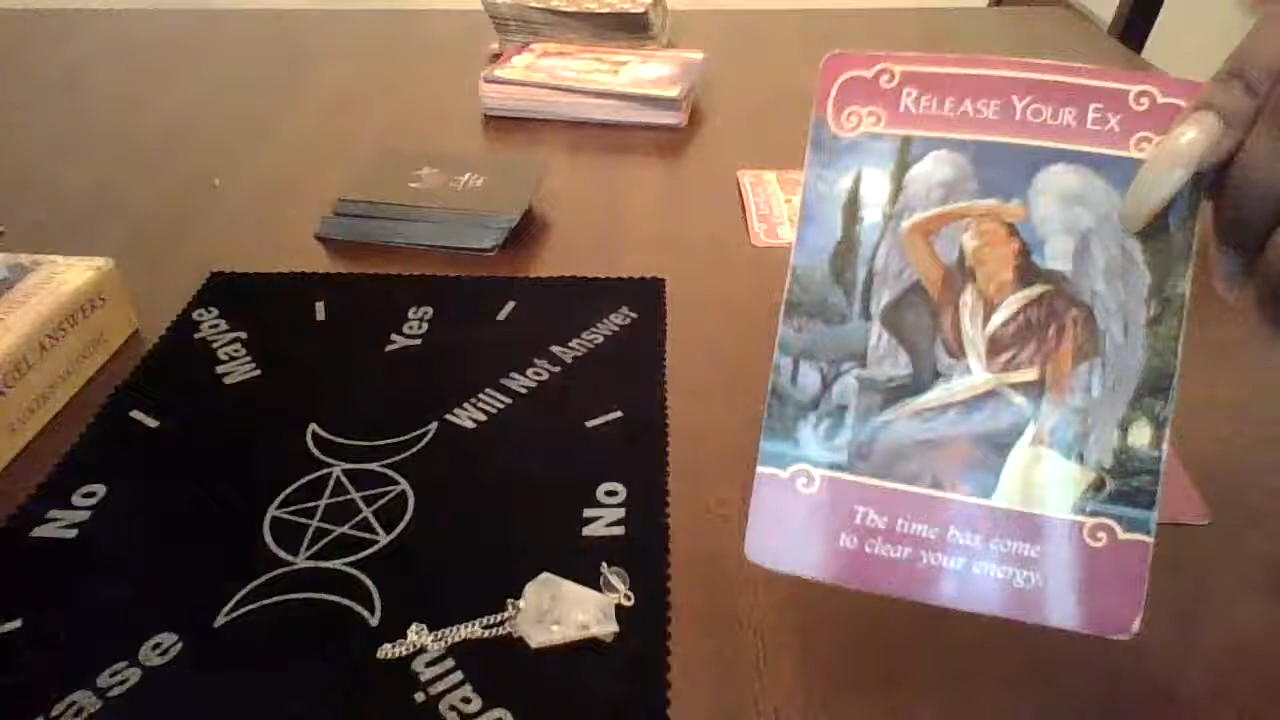 RELEASE YOUR EX
The time has come
to clear your energy.
Maybe
Yes
Will Not Answer
No
No
ANGEL ANSWERS